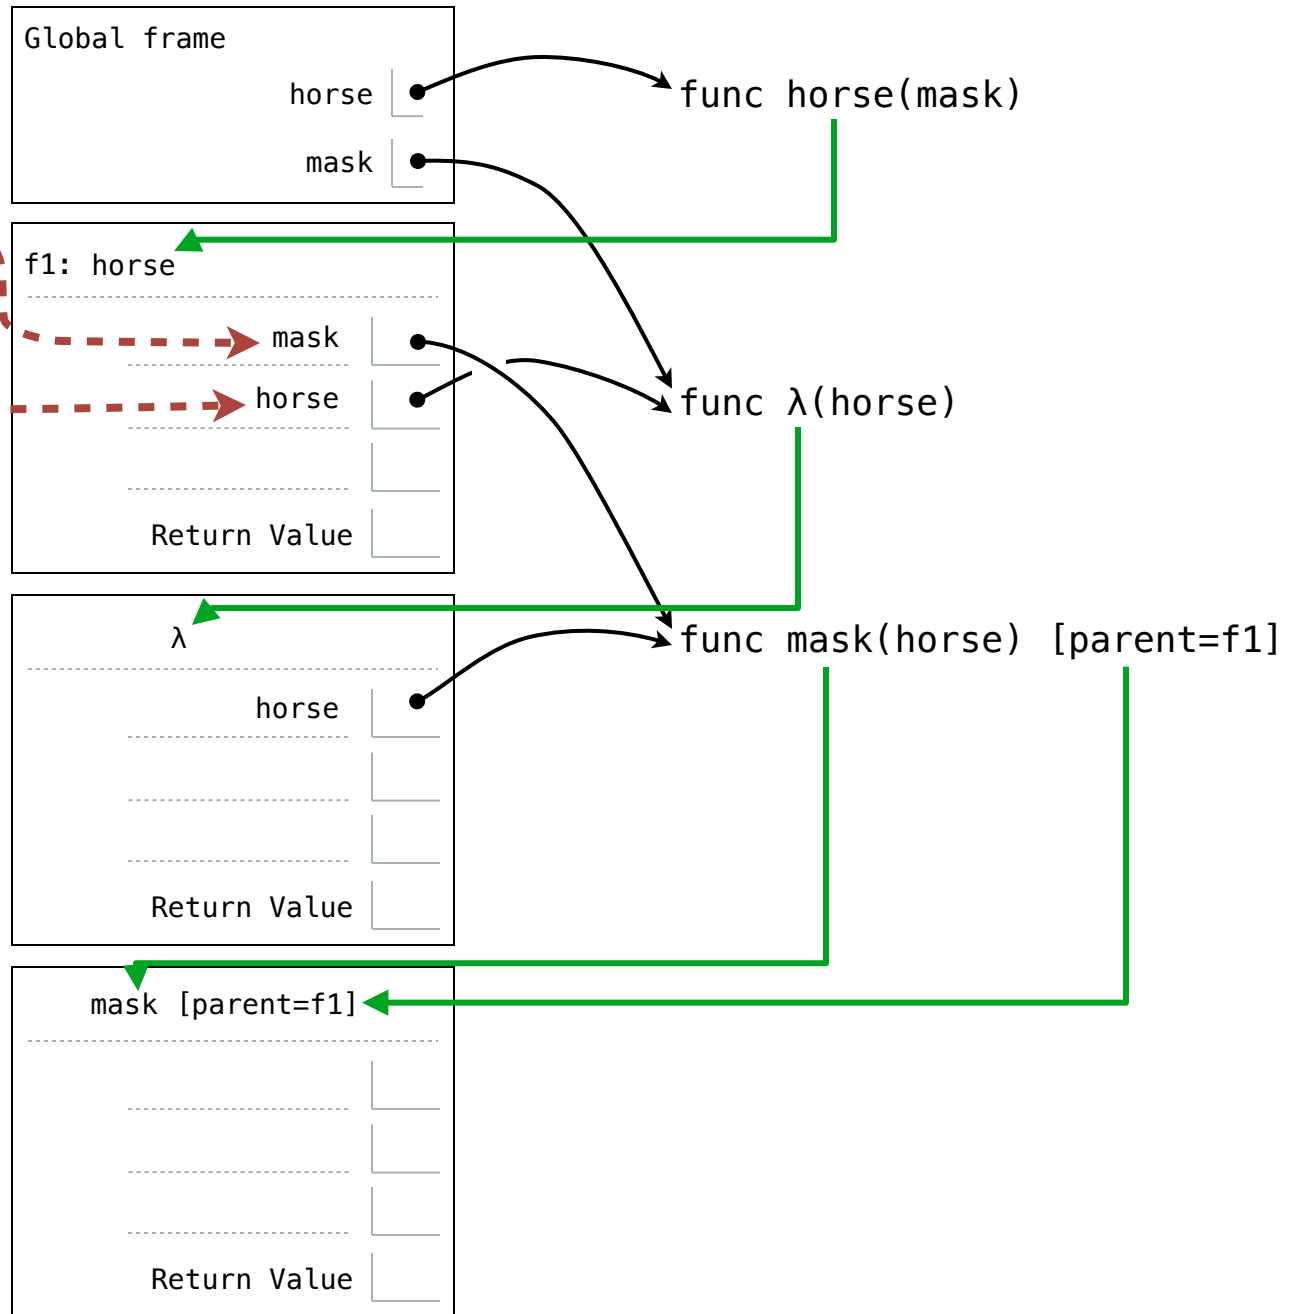 Global frame
horse
mask
func horse(mask)
f1: horse
mask
horse
Return Value
func λ(horse)
λ
horse
Return Value
func mask(horse) [parent=f1]
mask [parent=f1]
Return Value